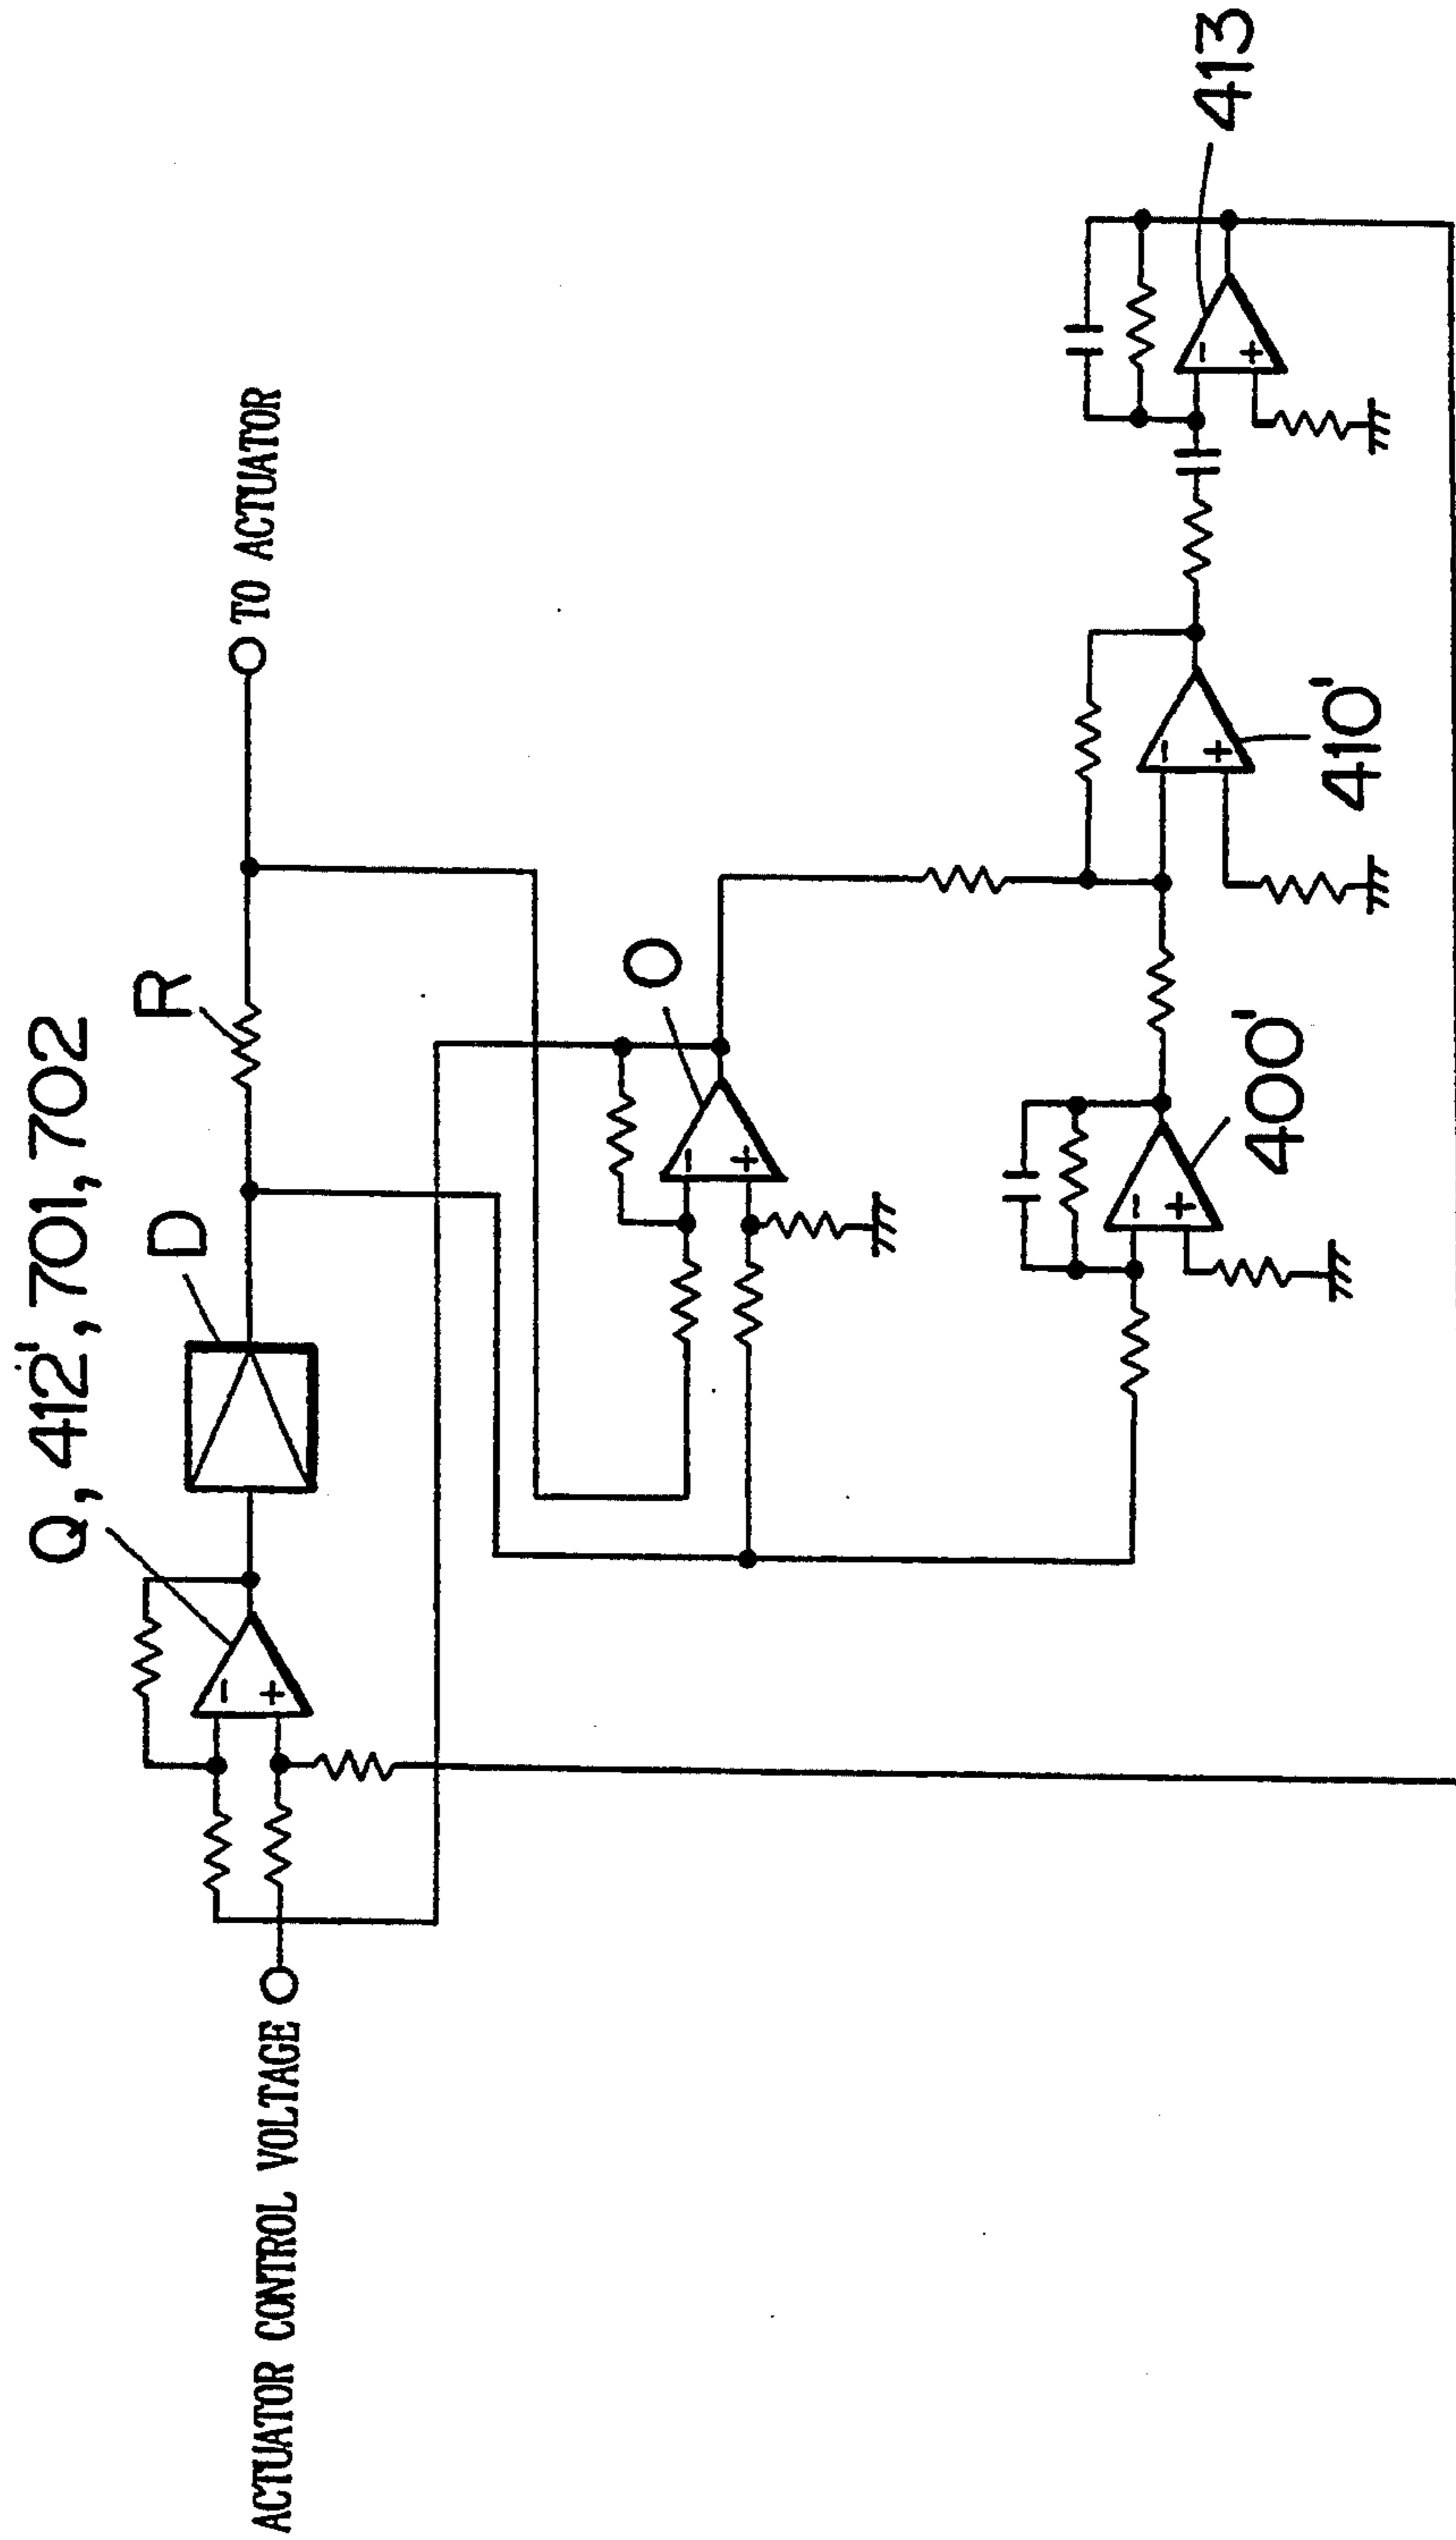 Q, 412', 701, 702
D
R
ACTUATOR CONTROL VOLTAGE
TO ACTUATOR
-
+
O
-
+
400'
-
+
410'
-
+
413
-
+